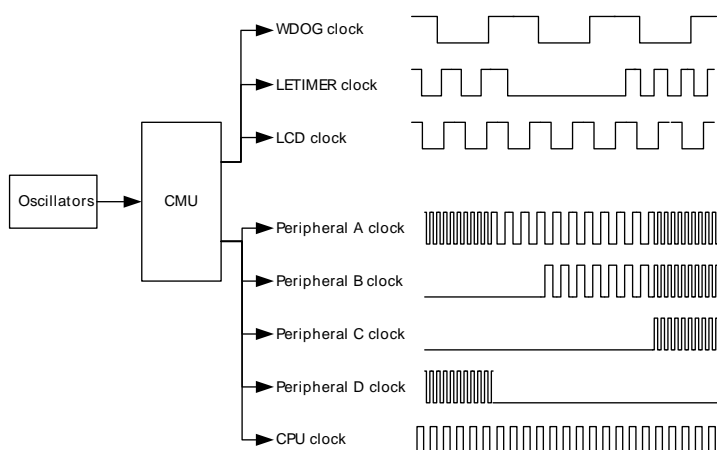 WDOG clock
LETIMER clock
LCD clock
Oscillators
CMU
Peripheral A clock
Peripheral B clock
Peripheral C clock
Peripheral D clock
CPU clock